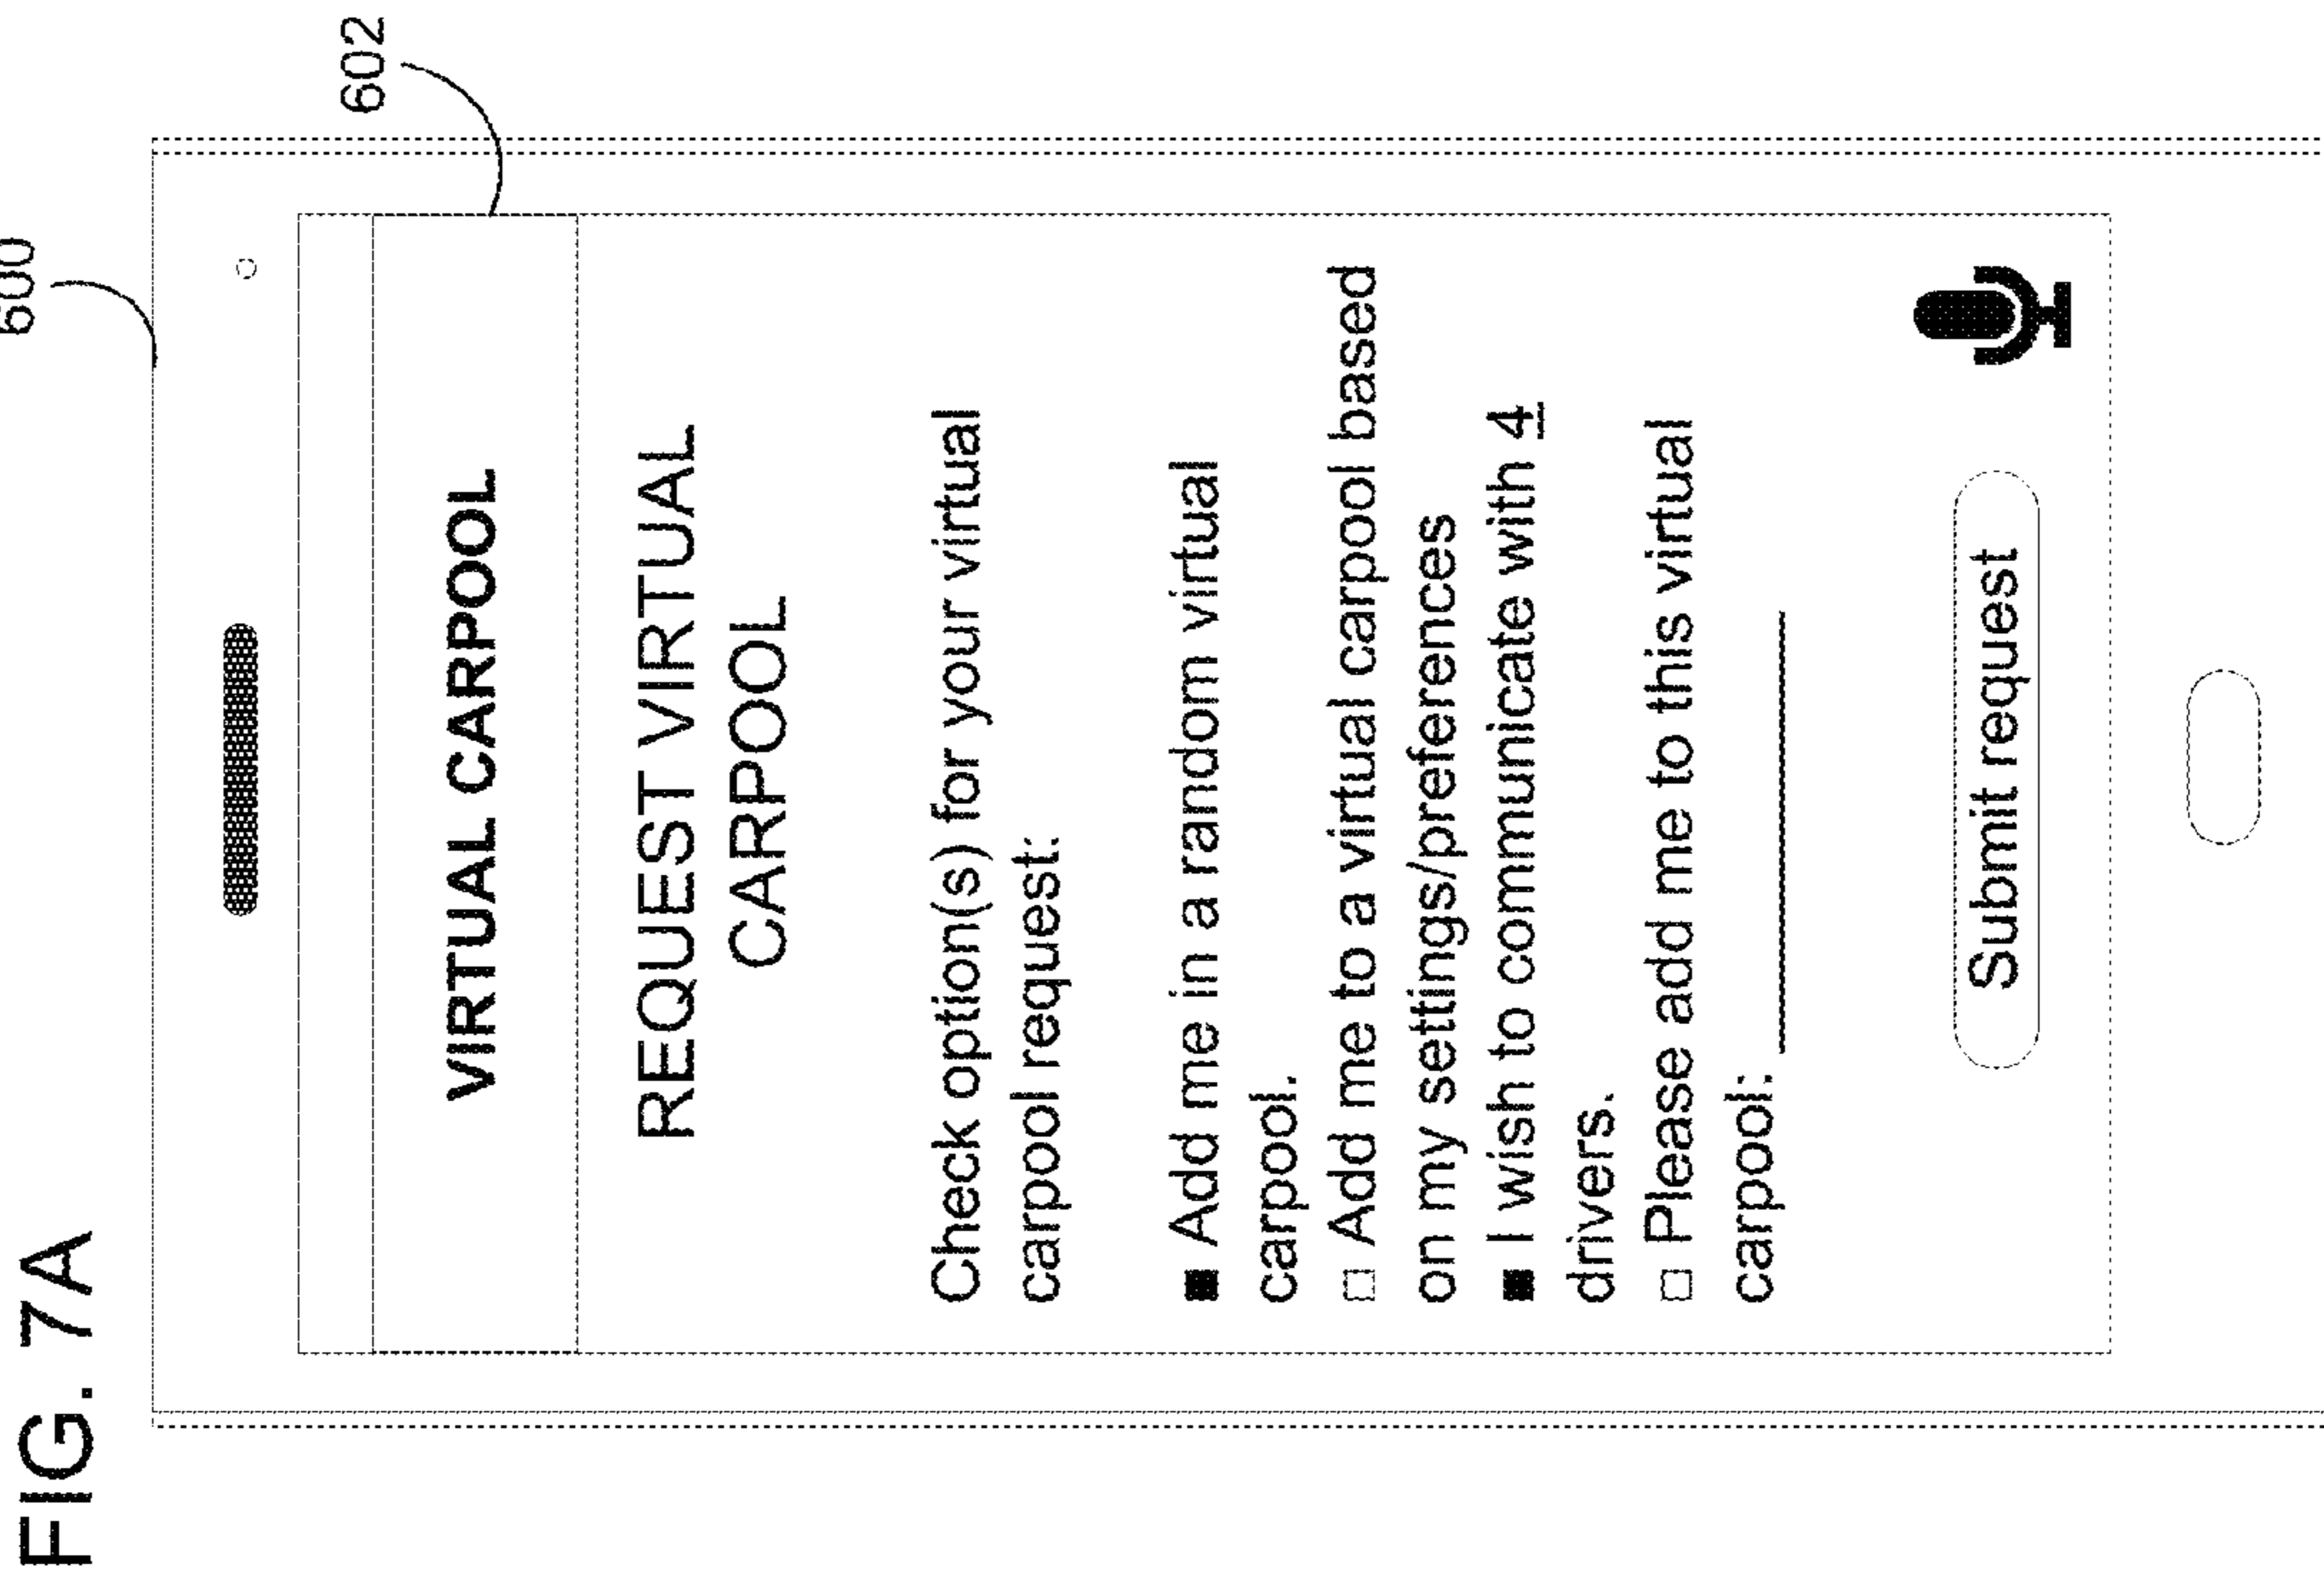 FIG. 7A
600
602
VIRTUAL CARPOOL
REQUEST VIRTUAL
CARPOOL
Check option(s) for your virtual
carpool request:
■ Add me in a random virtual
carpool.
□ Add me to a virtual carpool based
on my settings/preferences
■ I wish to communicate with 4
drivers.
□ Please add me to this virtual
carpool: ____________
Submit request